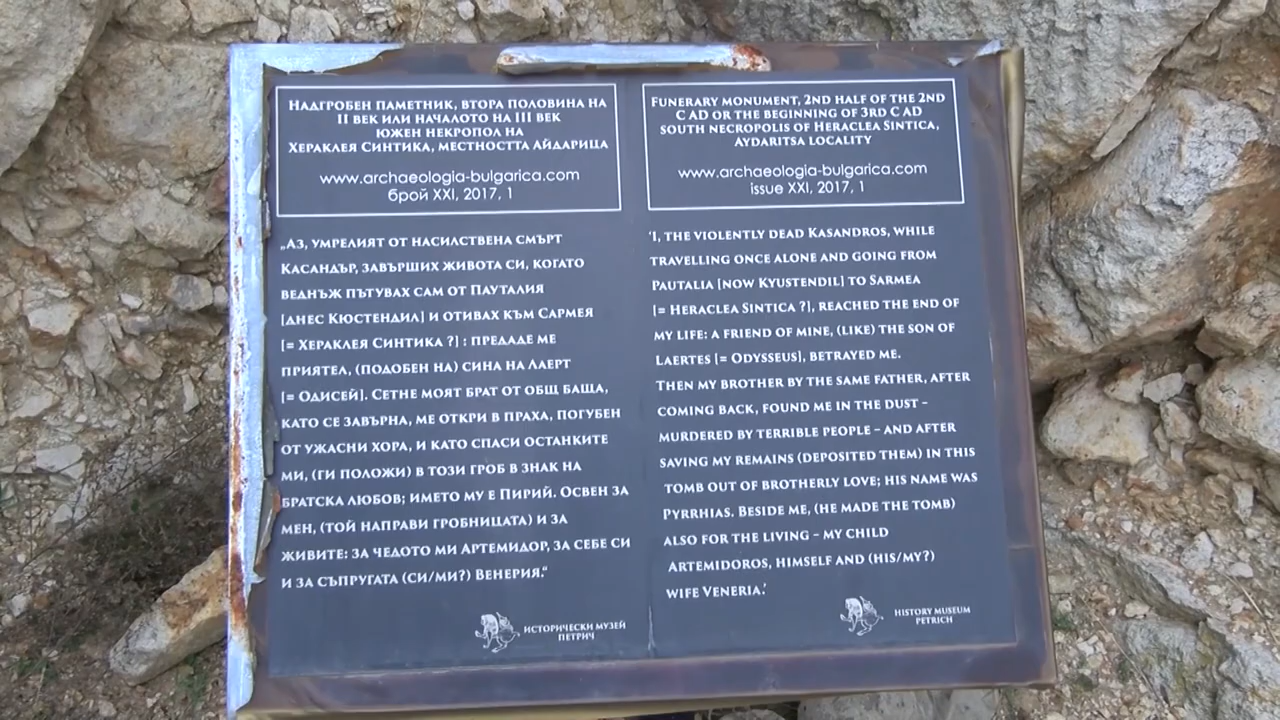 НАДГРОБЕН ПАМЕТНИК, ВТОРА ПОЛОВИНА НА
II ВЕК ИЛИ НАЧАЛОТО НА III ВЕК
ЮЖЕН НЕКРОПОЛ НА
ХЕРАКЛЕЯ СИНТИКА, МЕСТНОСТТА АЙДАРИЦА
www.archaeologia-bulgarica.com
брой XXI, 2017, 1
„АЗ, УМРЕЛИЯТ ОТ НАСИЛСТВЕНА СМЪРТ
КАСАНДЪР, ЗАВЪРШИХ ЖИВОТА СИ, КОГАТО
ВЕДНЪЖ ПЪТУВАХ САМ ОТ ПАУТАЛИЯ
[ДНЕС КЮСТЕНДИЛ] И ОТИВАХ КЪМ САРМЕЯ
[= ХЕРАКЛЕЯ СИНТИКА ?] : ПРЕДАДЕ МЕ
ПРИЯТЕЛ, (ПОДОБЕН НА) СИНА НА ЛАЕРТ
[= ОДИСЕЙ]. СЕТНЕ МОЯТ БРАТ ОТ ОБЩ БАЩА,
КАТО СЕ ЗАВЪРНА, МЕ ОТКРИ В ПРАХА, ПОГУБЕН
ОТ УЖАСНИ ХОРА, И КАТО СПАСИ ОСТАНКИТЕ
МИ, (ГИ ПОЛОЖИ) В ТОЗИ ГРОБ В ЗНАК НА
БРАТСКА ЛЮБОВ; ИМЕТО МУ Е ПИРИЙ. ОСВЕН ЗА
МЕН, (ТОЙ НАПРАВИ ГРОБНИЦАТА) И ЗА
ЖИВИТЕ: ЗА ЧЕДОТО МИ АРТЕМИДОР, ЗА СЕБЕ СИ
И ЗА СЪПРУГАТА (СИ/МИ?) ВЕНЕРИЯ.“
ИСТОРИЧЕСКИ МУЗЕЙ
ПЕТРИЧ
FUNERARY MONUMENT, 2ND HALF OF THE 2ND
C AD OR THE BEGINNING OF 3RD C AD
SOUTH NECROPOLIS OF HERACLEA SINTICA,
AYDARITSA LOCALITY
www.archaeologia-bulgarica.com
issue XXI, 2017, 1
'I, THE VIOLENTLY DEAD KASANDROS, WHILE
TRAVELLING ONCE ALONE AND GOING FROM
PAUTALIA [NOW KYUSTENDIL] TO SARMEA
[= HERACLEA SINTICA ?], REACHED THE END OF
MY LIFE: A FRIEND OF MINE, (LIKE) THE SON OF
LAERTES [= ODYSSEUS], BETRAYED ME.
THEN MY BROTHER BY THE SAME FATHER, AFTER
COMING BACK, FOUND ME IN THE DUST –
MURDERED BY TERRIBLE PEOPLE – AND AFTER
SAVING MY REMAINS (DEPOSITED THEM) IN THIS
TOMB OUT OF BROTHERLY LOVE; HIS NAME WAS
PYRRHIAS. BESIDE ME, (HE MADE THE TOMB)
ALSO FOR THE LIVING – MY CHILD
ARTEMIDOROS, HIMSELF AND (HIS/MY?)
WIFE VENERIA.'
HISTORY MUSEUM
PETRICH